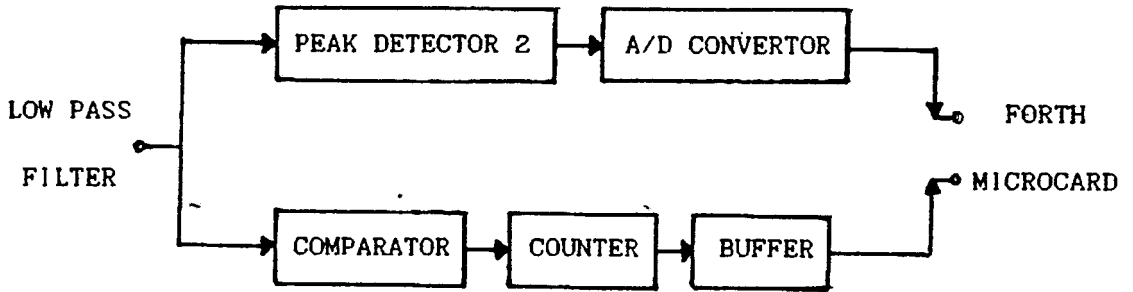 PEAK DETECTOR 2
A/D CONVERTOR
LOW PASS
FILTER
FORTH
MICROCARD
COMPARATOR
COUNTER
BUFFER